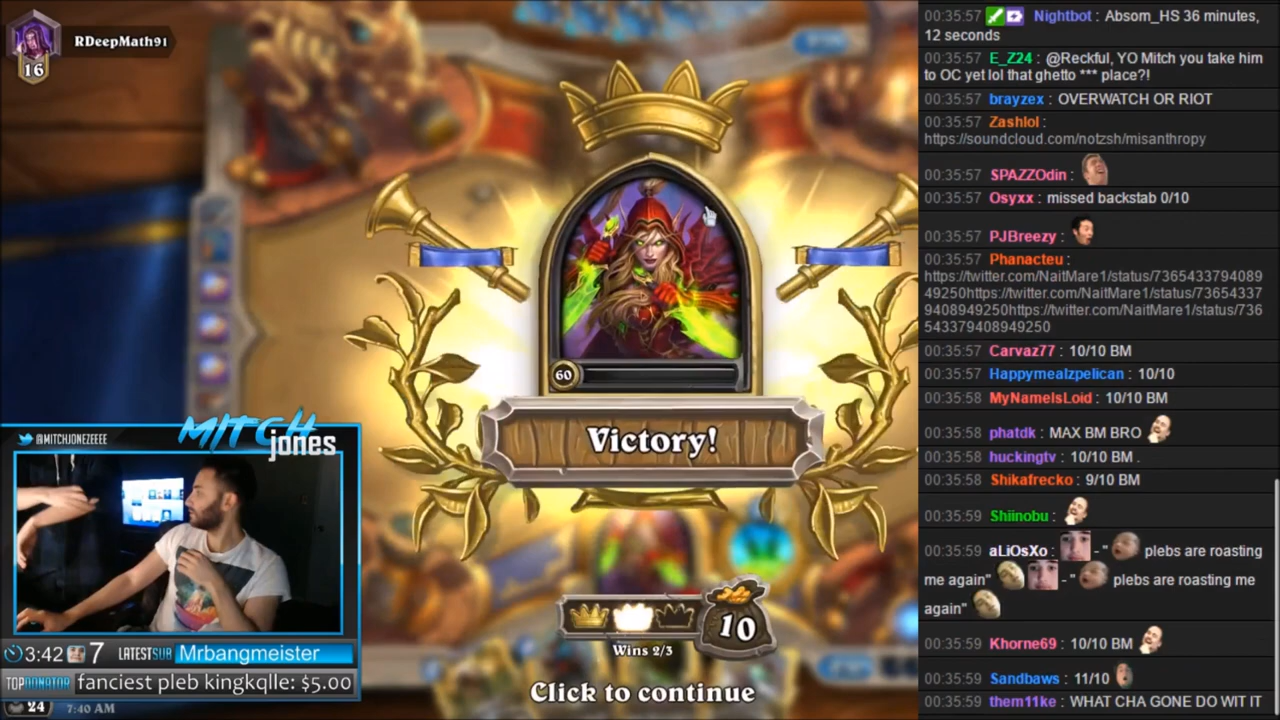 RDeepMath91
16
60
Victory!
10
Wins 2/3
Click to continue
@MITCHJONEZEEEE
MITCH
jones
3:42 7 LATEST SUB Mrbangmeister
TOP DONATOR fanciest pleb kingkqlle: $5.00
24 7:40 AM
00:35:57 Nightbot : Absom_HS 36 minutes,
12 seconds
00:35:57 E_Z24 : @Reckful, YO Mitch you take him
to OC yet lol that ghetto *** place?!
00:35:57 brayzex : OVERWATCH OR RIOT
00:35:57 Zashlol :
https://soundcloud.com/notzsh/misanthropy
00:35:57 SPAZZOdin :
00:35:57 Osyxx : missed backstab 0/10
00:35:57 PJBreezy :
00:35:57 Phanacteu :
https://twitter.com/NaitMare1/status/7365433794089
49250https://twitter.com/NaitMare1/status/73654337
9408949250https://twitter.com/NaitMare1/status/736
543379408949250
00:35:57 Carvaz77 : 10/10 BM
00:35:57 Happymealzpelican : 10/10
00:35:58 MyNameIsLoid : 10/10 BM
00:35:58 phatdk : MAX BM BRO
00:35:58 huckingtv : 10/10 BM .
00:35:58 Shikafrecko : 9/10 BM
00:35:59 Shiinobu :
00:35:59 aLiOsXo : - " plebs are roasting
me again" - " plebs are roasting me
again"
00:35:59 Khorne69 : 10/10 BM
00:35:59 Sandbaws : 11/10
00:35:59 them11ke : WHAT CHA GONE DO WIT IT